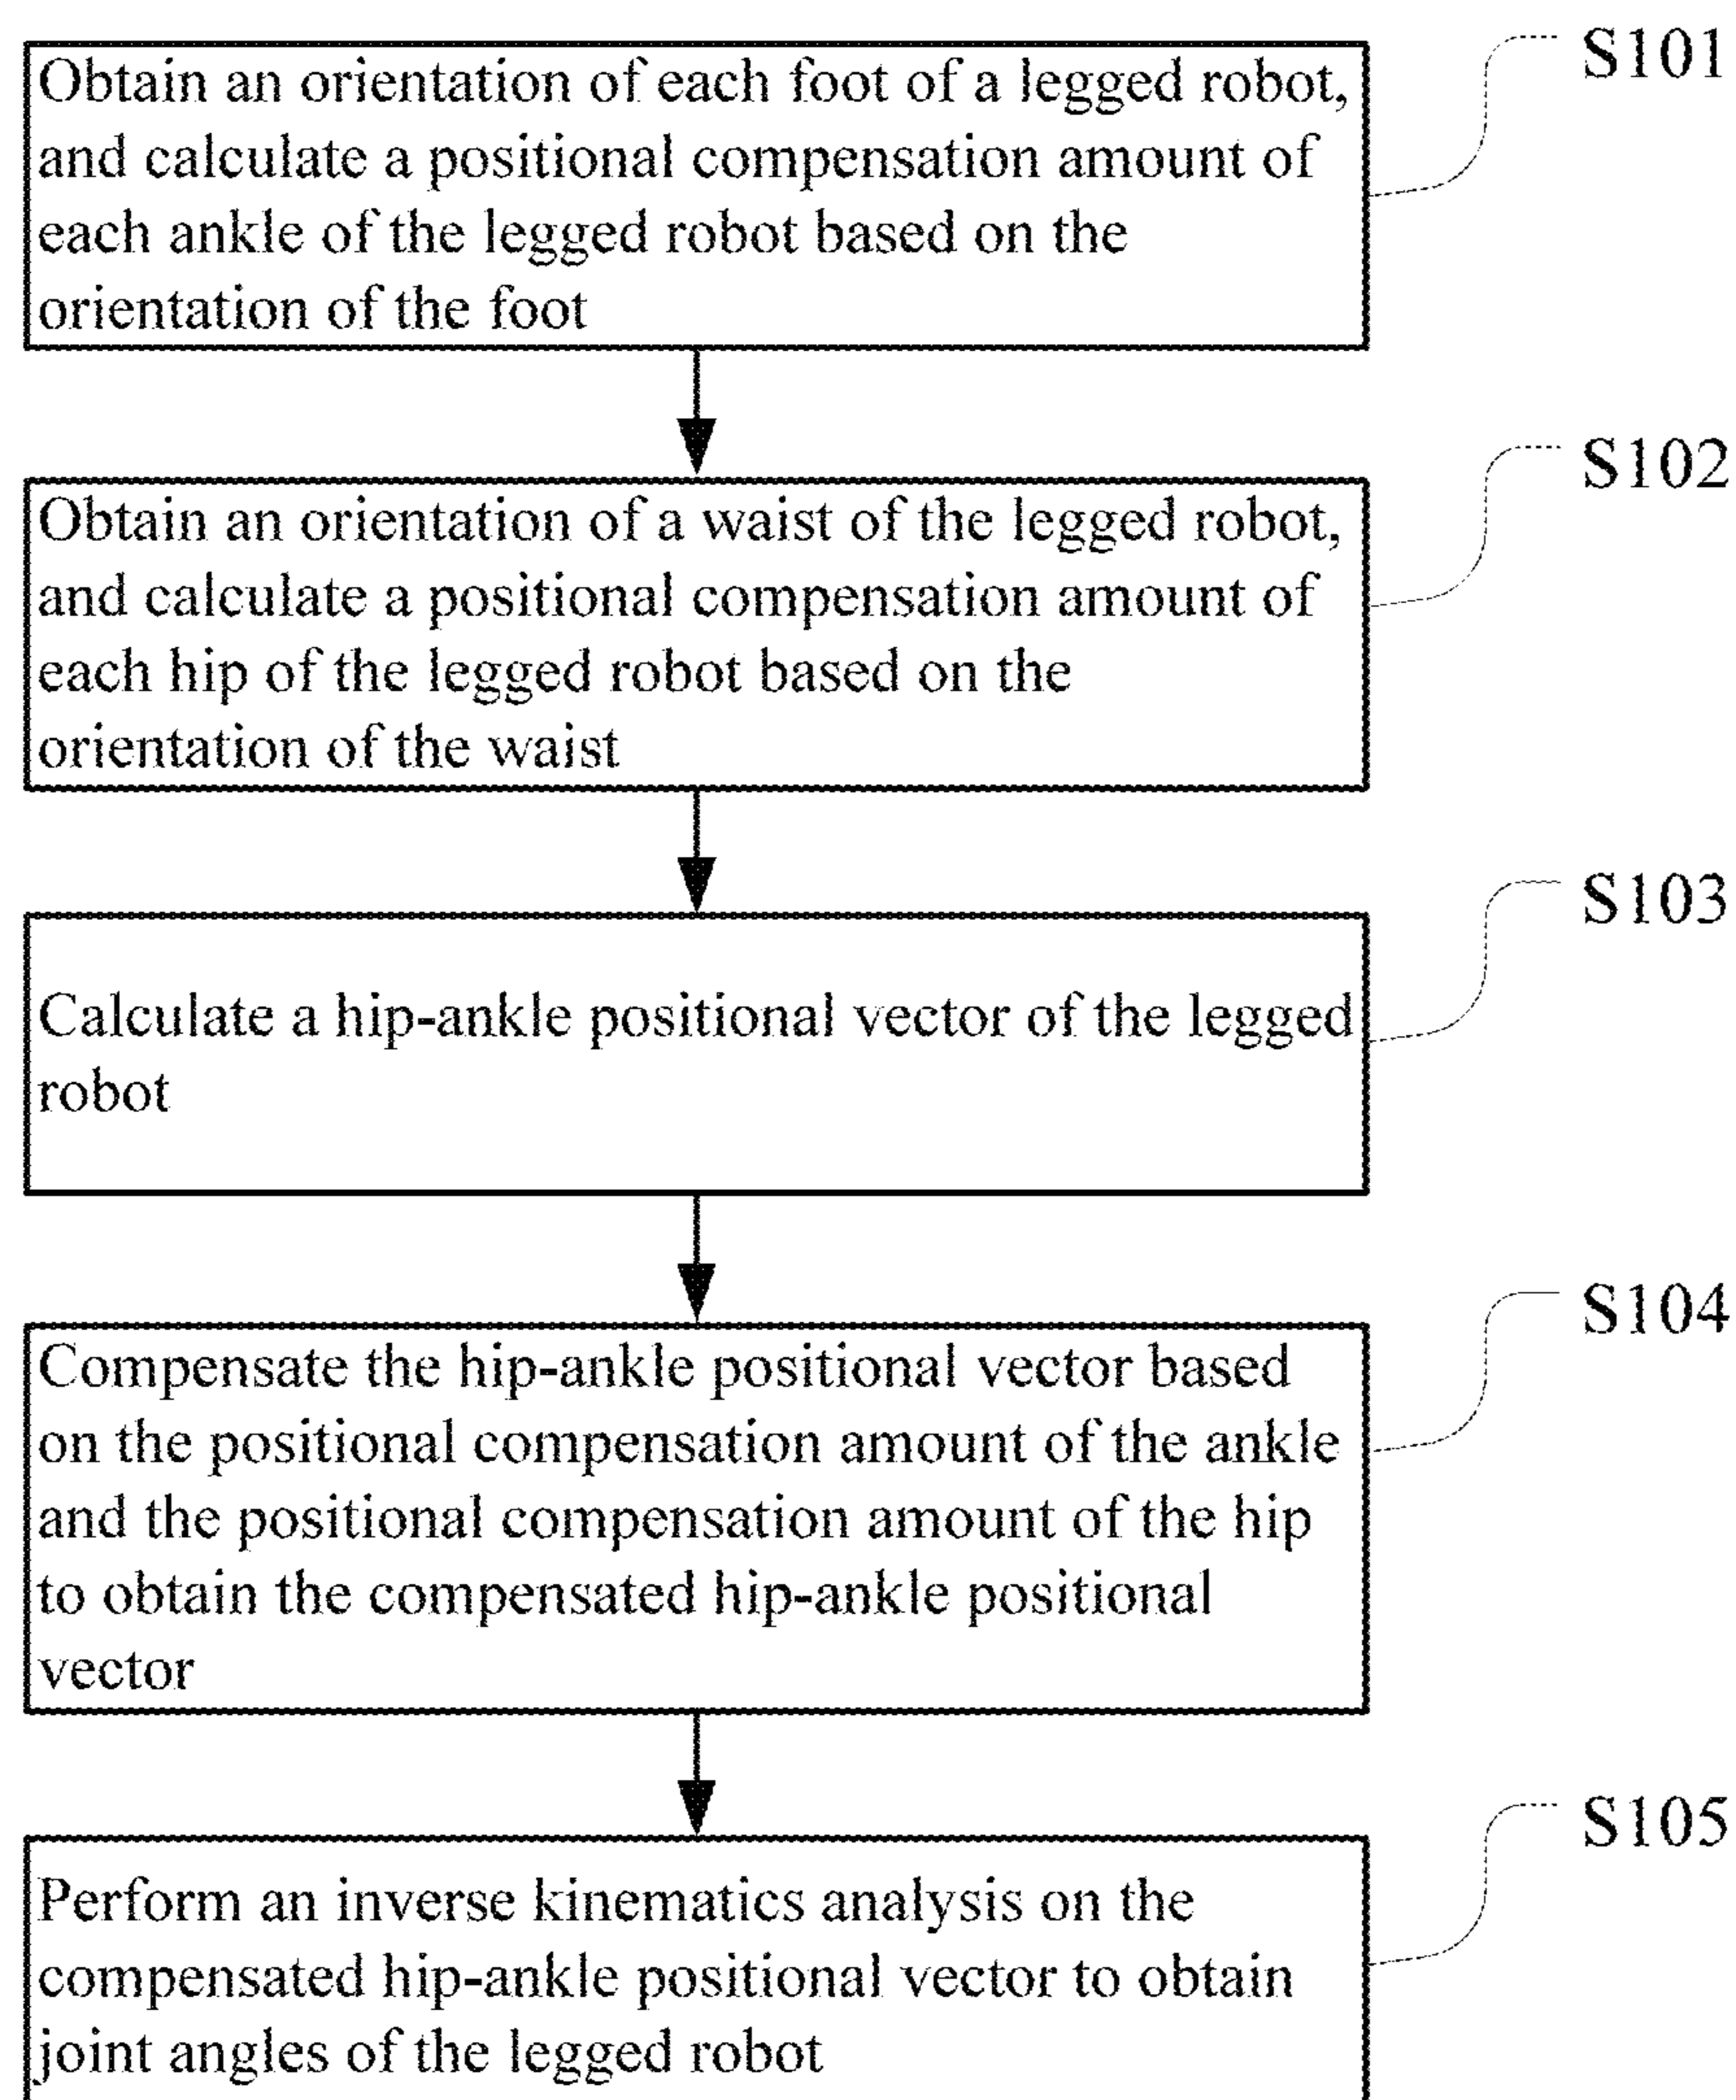 S101
Obtain an orientation of each foot of a legged robot,
and calculate a positional compensation amount of
each ankle of the legged robot based on the
orientation of the foot
S102
Obtain an orientation of a waist of the legged robot,
and calculate a positional compensation amount of
each hip of the legged robot based on the
orientation of the waist
S103
Calculate a hip-ankle positional vector of the legged
robot
S104
Compensate the hip-ankle positional vector based
on the positional compensation amount of the ankle
and the positional compensation amount of the hip
to obtain the compensated hip-ankle positional
vector
S105
Perform an inverse kinematics analysis on the
compensated hip-ankle positional vector to obtain
joint angles of the legged robot